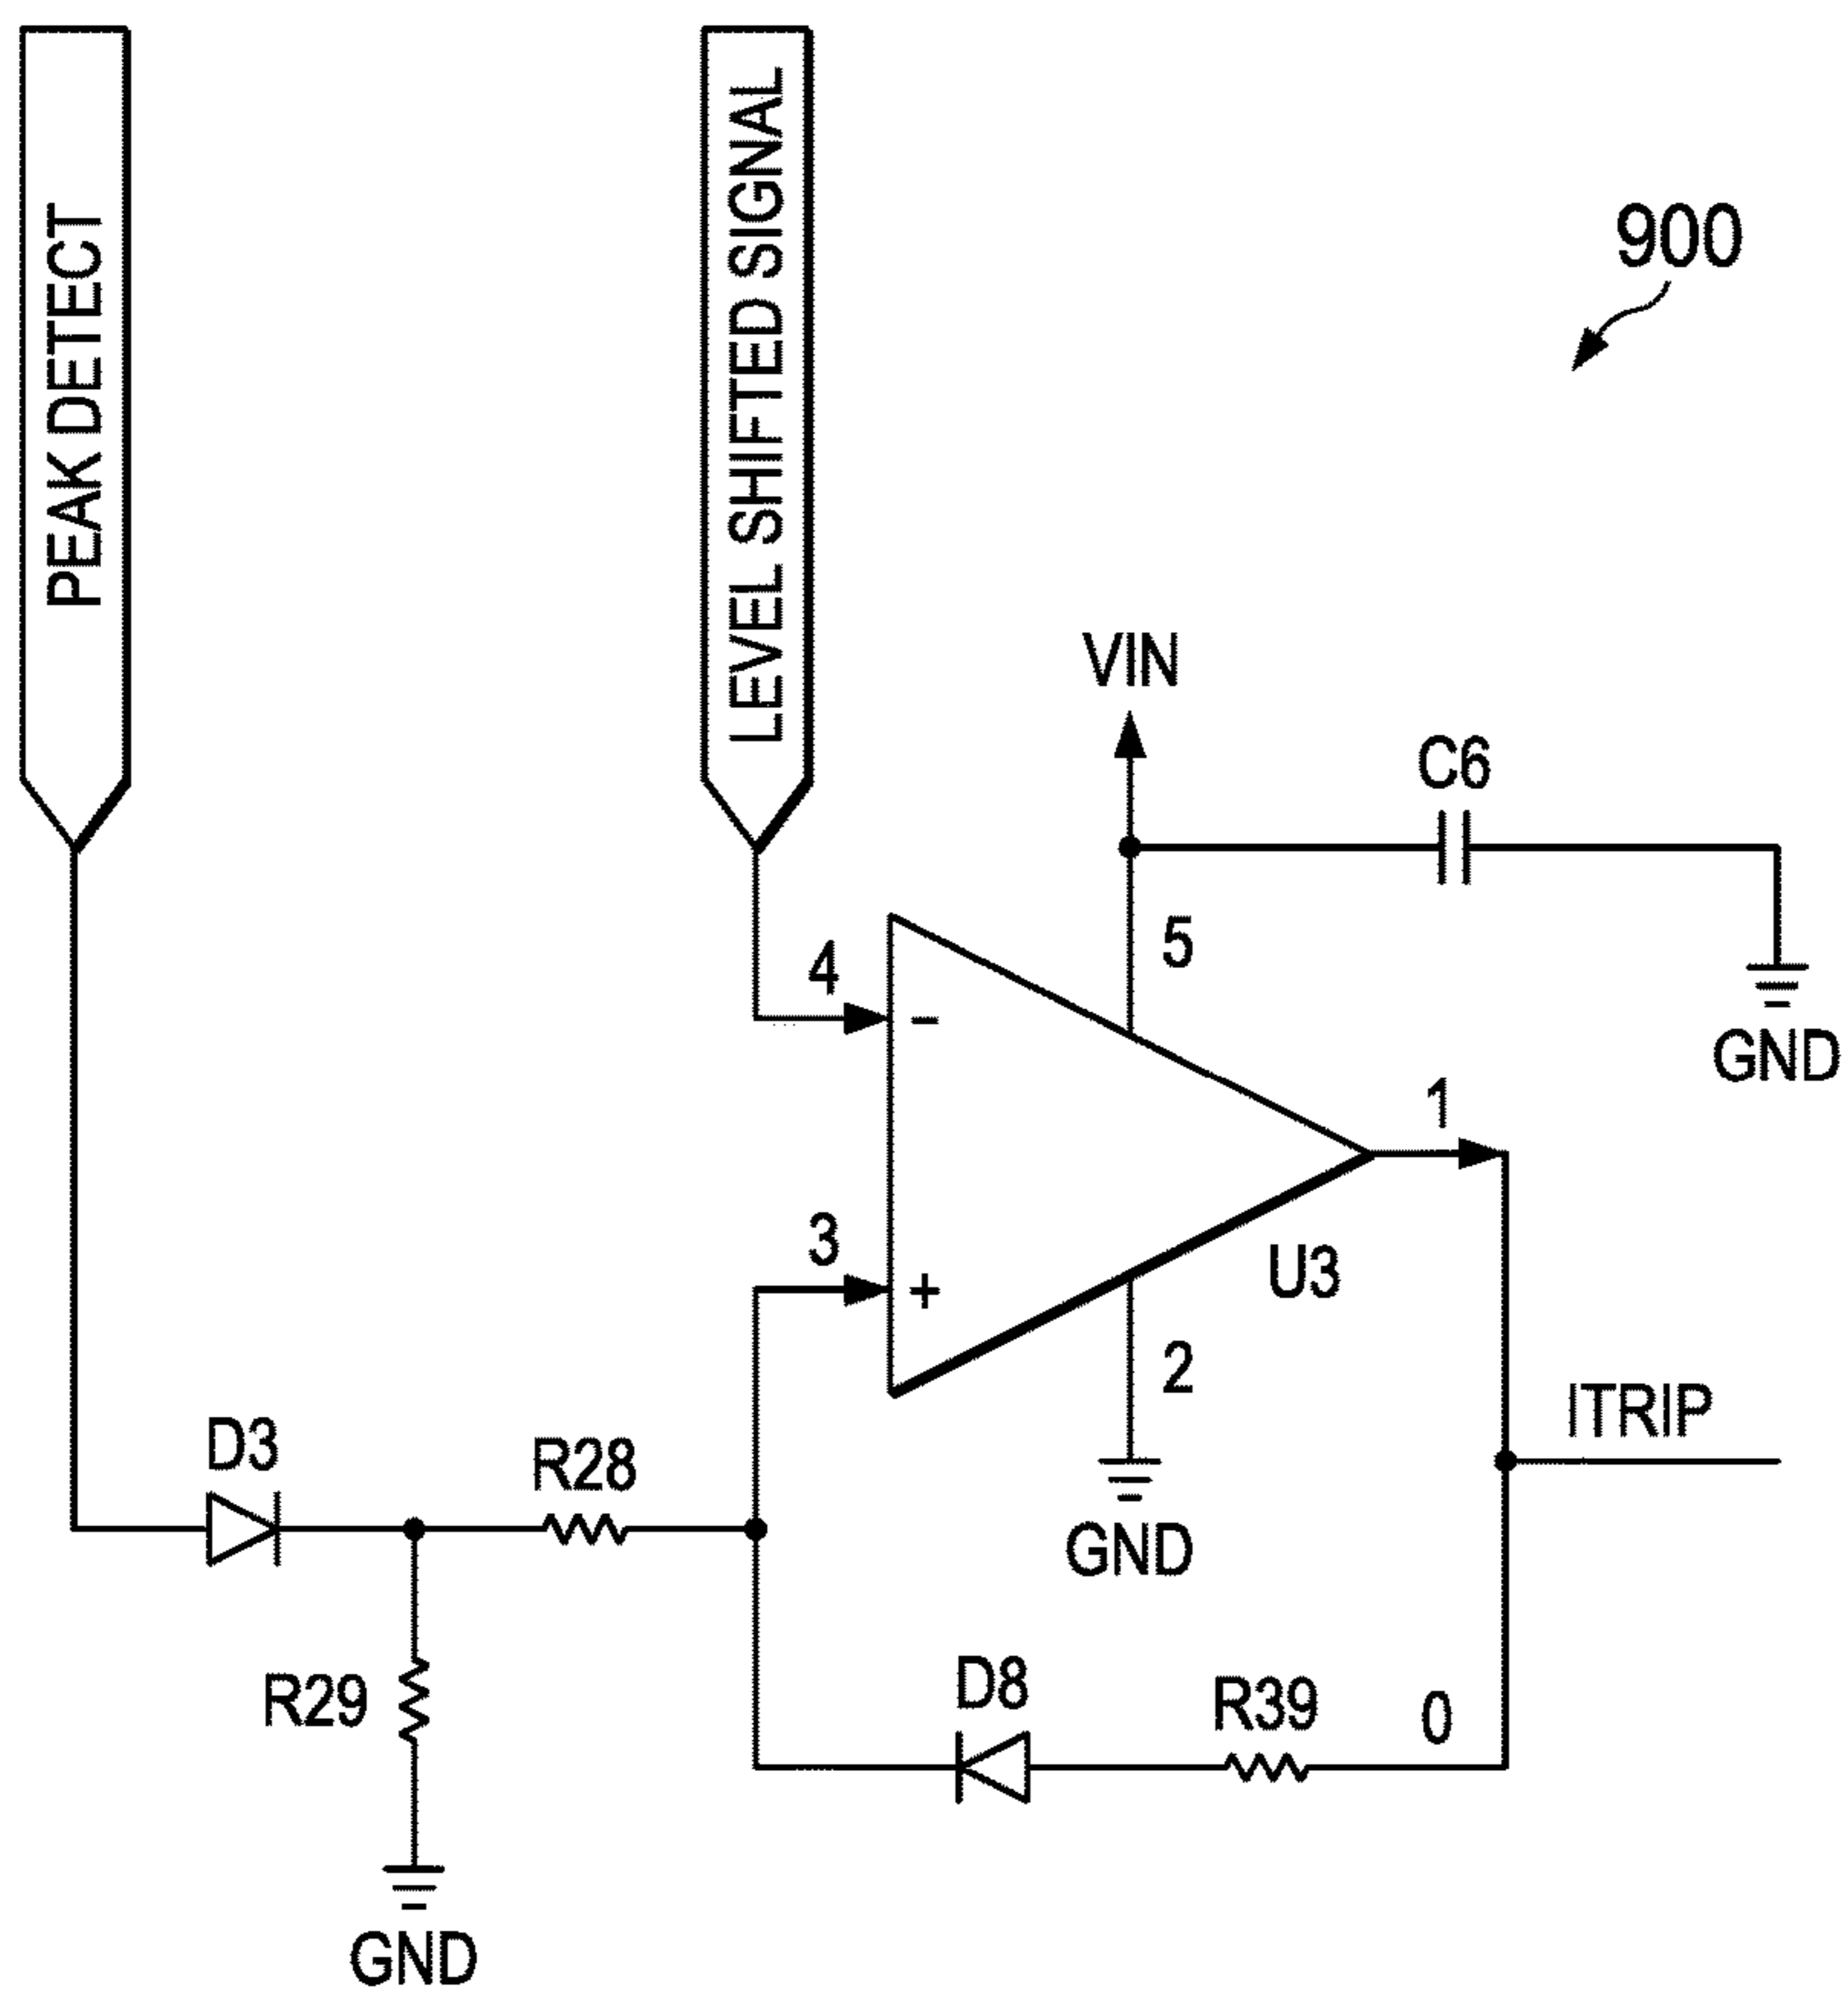 PEAK DETECT
LEVEL SHIFTED SIGNAL
900
VIN
C6
4
5
-
GND
1
3
+
U3
2
ITRIP
D3
R28
GND
D8
R39
0
R29
GND